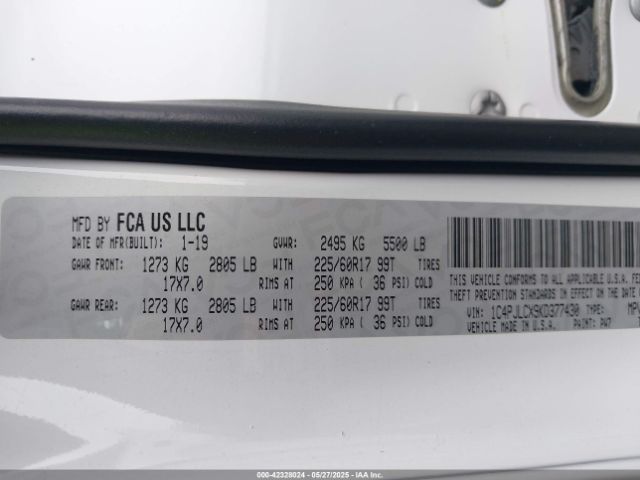 MFD BY FCA US LLC
DATE OF MFR(BUILT): 1-19 GVWR: 2495 KG 5500 LB
GAWR FRONT: 1273 KG 2805 LB WITH 225/60R17 99T TIRES
17X7.0 RIMS AT 250 KPA ( 36 PSI) COLD
GAWR REAR: 1273 KG 2805 LB WITH 225/60R17 99T TIRES
17X7.0 RIMS AT 250 KPA ( 36 PSI) COLD
THIS VEHICLE CONFORMS TO ALL APPLICABLE U.S.A. FE
THEFT PREVENTION STANDARDS IN EFFECT ON THE DATE
VIN: 1C4PJLCX9KD377430 TYPE: MPV
VEHICLE MADE IN U.S.A. PAINT: PW7
000-42328024 | 05/27/2025 | IAA Inc.